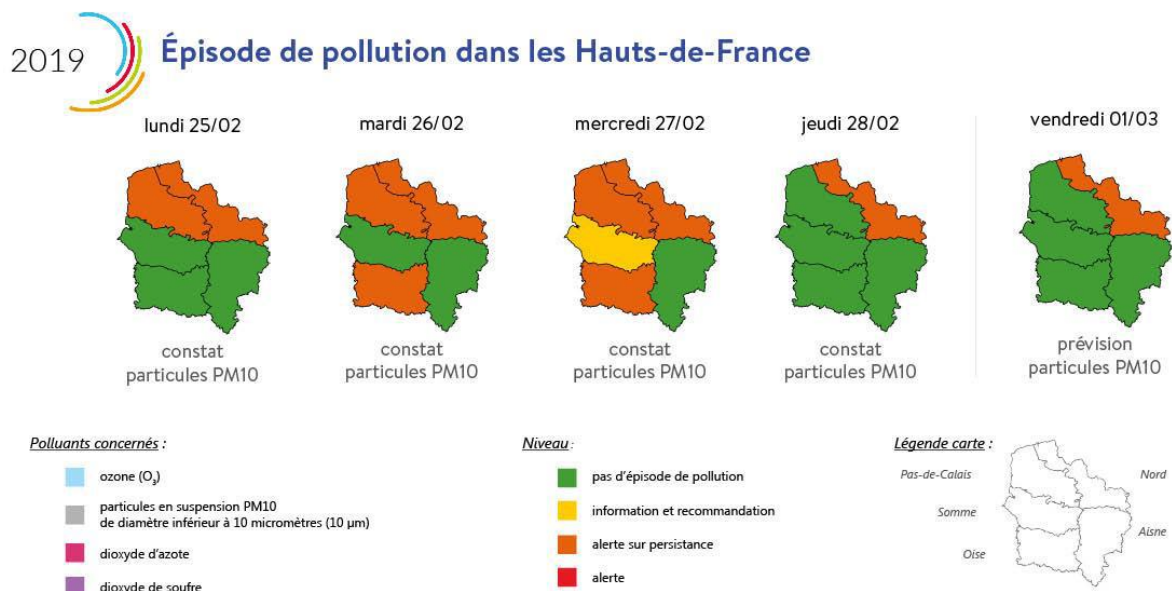 2019
Épisode de pollution dans les Hauts-de-France
lundi 25/02
mardi 26/02
mercredi 27/02
jeudi 28/02
vendredi 01/03
constat
particules PM10
constat
particules PM10
constat
particules PM10
constat
particules PM10
prévision
particules PM10
Polluants concernés :
ozone (O₃)
particules en suspension PM10
de diamètre inférieur à 10 micromètres (10 µm)
dioxyde d'azote
dioxyde de soufre
Niveau :
pas d'épisode de pollution
information et recommandation
alerte sur persistance
alerte
Légende carte :
Pas-de-Calais
Nord
Somme
Aisne
Oise